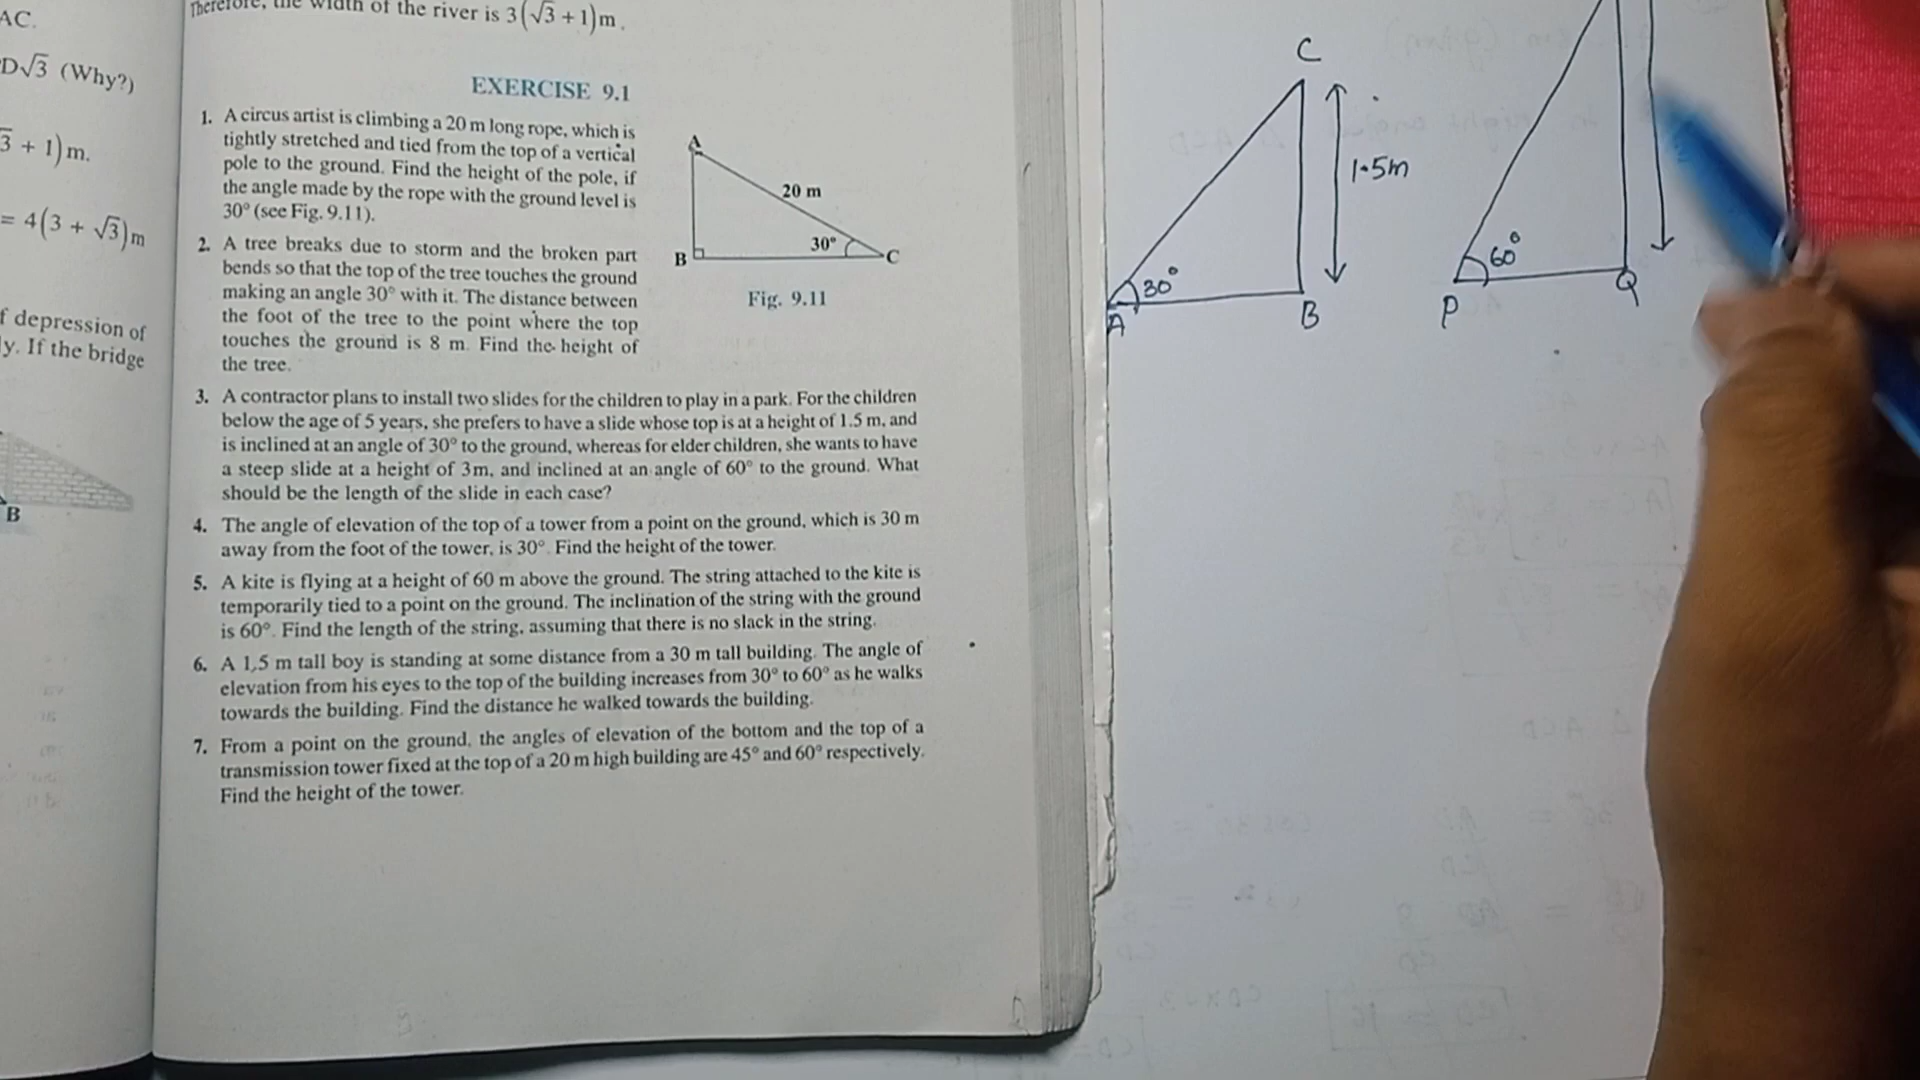 AC.
D√3 (Why?)
3 + 1) m.
= 4(3 + √3) m
f depression of
y. If the bridge
B
Therefore, the width of the river is 3(√3 + 1) m .
EXERCISE 9.1
1. A circus artist is climbing a 20 m long rope, which is
tightly stretched and tied from the top of a vertical
pole to the ground. Find the height of the pole, if
the angle made by the rope with the ground level is
30° (see Fig. 9.11).
2. A tree breaks due to storm and the broken part
bends so that the top of the tree touches the ground
making an angle 30° with it. The distance between
the foot of the tree to the point where the top
touches the ground is 8 m. Find the height of
the tree.
A
20 m
30°
B
C
Fig. 9.11
3. A contractor plans to install two slides for the children to play in a park. For the children
below the age of 5 years, she prefers to have a slide whose top is at a height of 1.5 m, and
is inclined at an angle of 30° to the ground, whereas for elder children, she wants to have
a steep slide at a height of 3m, and inclined at an angle of 60° to the ground. What
should be the length of the slide in each case?
4. The angle of elevation of the top of a tower from a point on the ground, which is 30 m
away from the foot of the tower, is 30°. Find the height of the tower.
5. A kite is flying at a height of 60 m above the ground. The string attached to the kite is
temporarily tied to a point on the ground. The inclination of the string with the ground
is 60°. Find the length of the string, assuming that there is no slack in the string.
6. A 1.5 m tall boy is standing at some distance from a 30 m tall building. The angle of
elevation from his eyes to the top of the building increases from 30° to 60° as he walks
towards the building. Find the distance he walked towards the building.
7. From a point on the ground, the angles of elevation of the bottom and the top of a
transmission tower fixed at the top of a 20 m high building are 45° and 60° respectively.
Find the height of the tower.
C
1.5m
30°
A
B
60°
P
Q